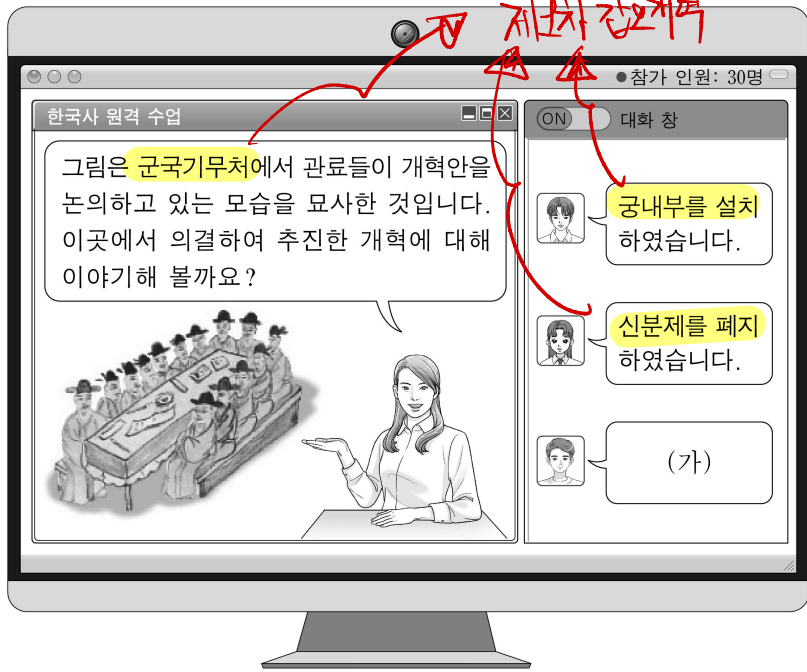 제1차 갑오개혁
●참가 인원: 30명
한국사 원격 수업
ON 대화 창
그림은 군국기무처에서 관료들이 개혁안을
논의하고 있는 모습을 묘사한 것입니다.
이곳에서 의결하여 추진한 개혁에 대해
이야기해 볼까요?
궁내부를 설치
하였습니다.
신분제를 폐지
하였습니다.
(가)